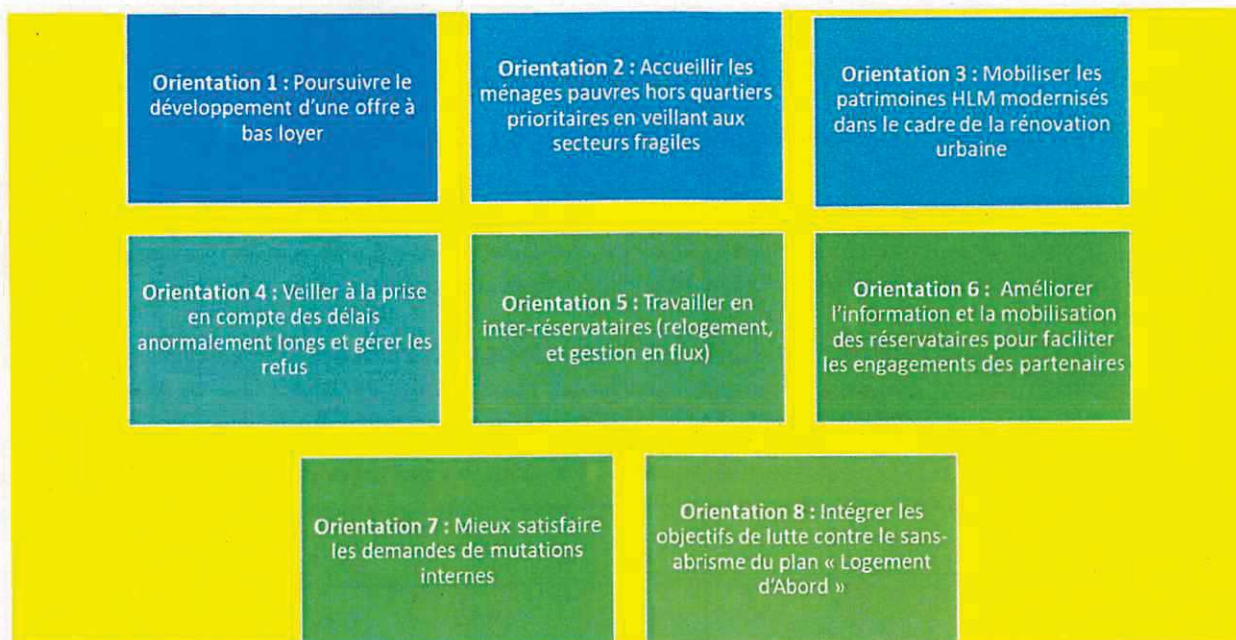 Orientation 1 : Poursuivre le
développement d'une offre à
bas loyer
Orientation 2 : Accueillir les
ménages pauvres hors quartiers
prioritaires en veillant aux
secteurs fragiles
Orientation 3 : Mobiliser les
patrimoines HLM modernisés
dans le cadre de la rénovation
urbaine
Orientation 4 : Veiller à la prise
en compte des délais
anormalement longs et gérer les
refus
Orientation 5 : Travailler en
inter-réservataires (relogement,
et gestion en flux)
Orientation 6 : Améliorer
l'information et la mobilisation
des réservataires pour faciliter
les engagements des partenaires
Orientation 7 : Mieux satisfaire
les demandes de mutations
internes
Orientation 8 : Intégrer les
objectifs de lutte contre le sans-
abrisme du plan « Logement
d'Abord »